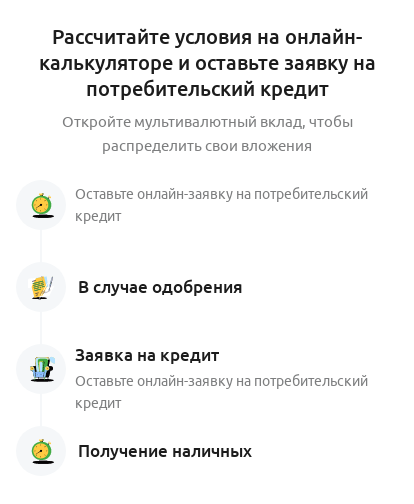 Рассчитайте условия на онлайн-
калькуляторе и оставьте заявку на
потребительский кредит
Откройте мультивалютный вклад, чтобы
распределить свои вложения
Оставьте онлайн-заявку на потребительский
кредит
В случае одобрения
Заявка на кредит
Оставьте онлайн-заявку на потребительский
кредит
Получение наличных